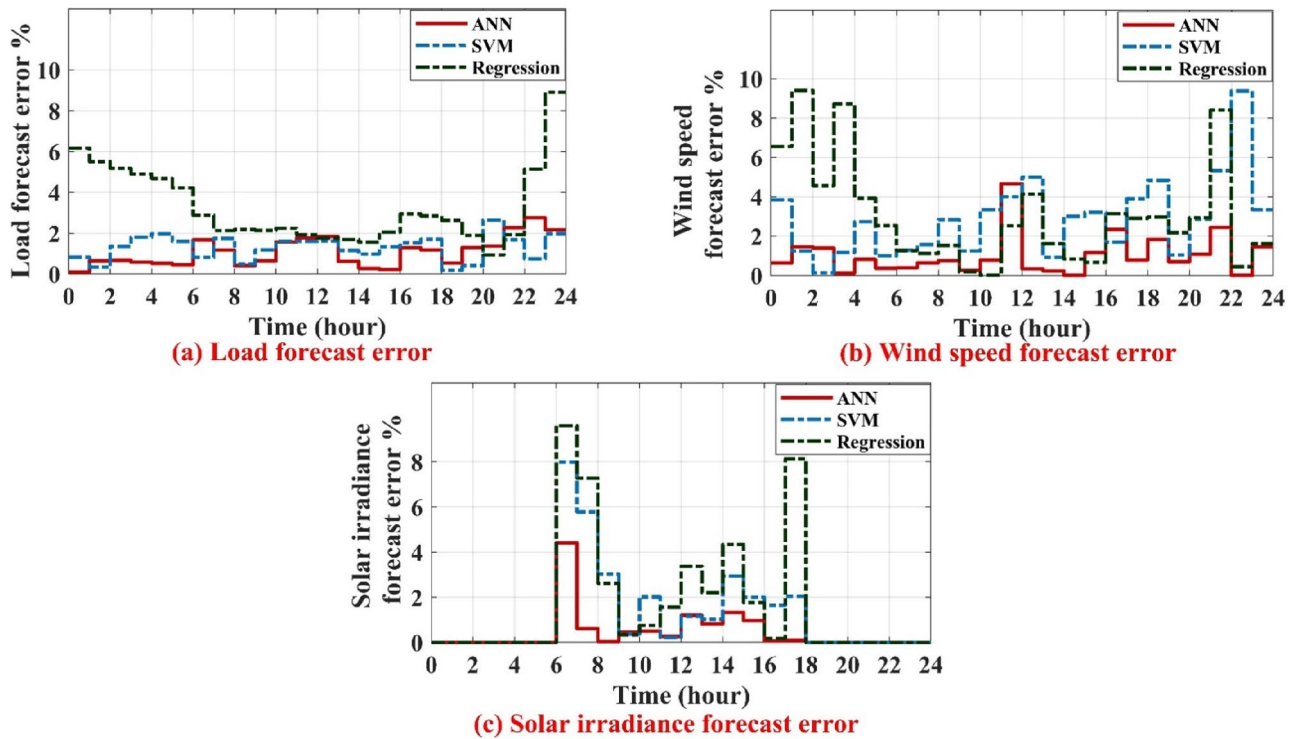 Load forecast error %
10
8
6
4
2
0
ANN
SVM
Regression
0 2 4 6 8 10 12 14 16 18 20 22 24
Time (hour)
(a) Load forecast error
Wind speed
forecast error %
10
8
6
4
2
0
ANN
SVM
Regression
0 2 4 6 8 10 12 14 16 18 20 22 24
Time (hour)
(b) Wind speed forecast error
Solar irradiance
forecast error %
8
6
4
2
0
ANN
SVM
Regression
0 2 4 6 8 10 12 14 16 18 20 22 24
Time (hour)
(c) Solar irradiance forecast error